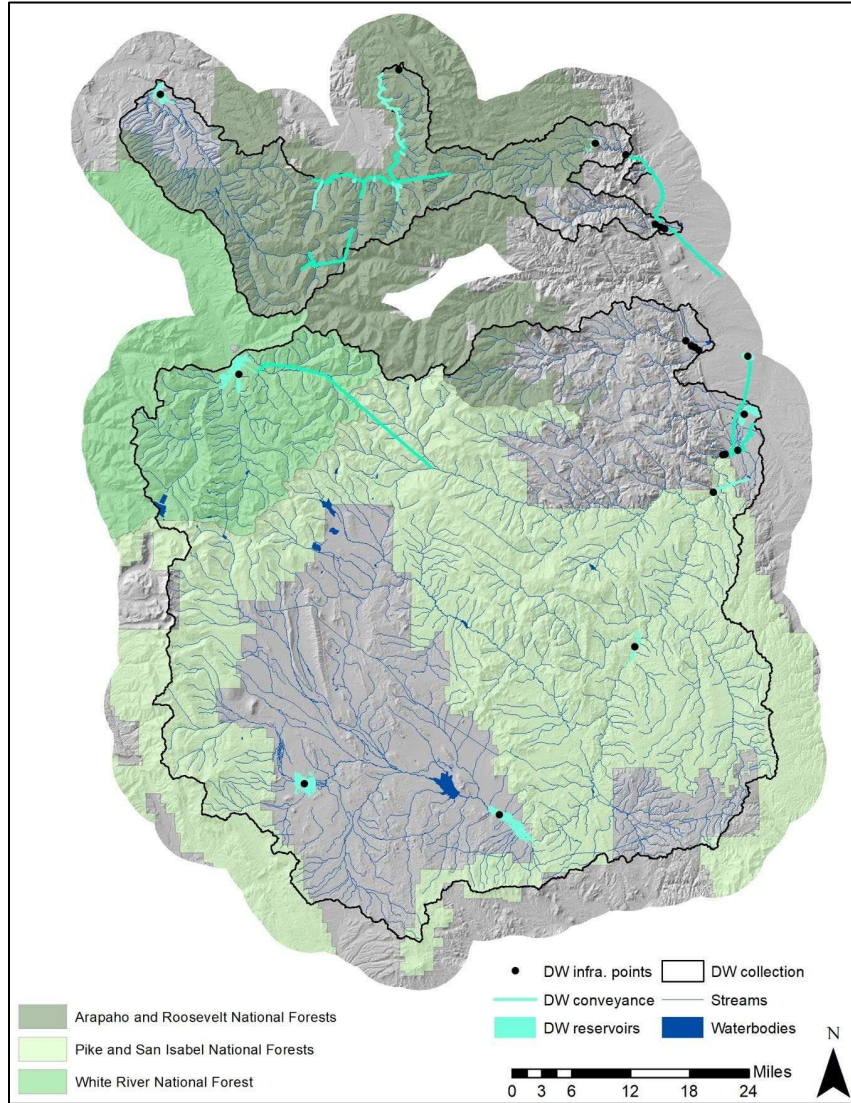 DW infra. points
DW collection
DW conveyance
Streams
DW reservoirs
Waterbodies
N
Arapaho and Roosevelt National Forests
Pike and San Isabel National Forests
White River National Forest
Miles
0 3 6 12 18 24